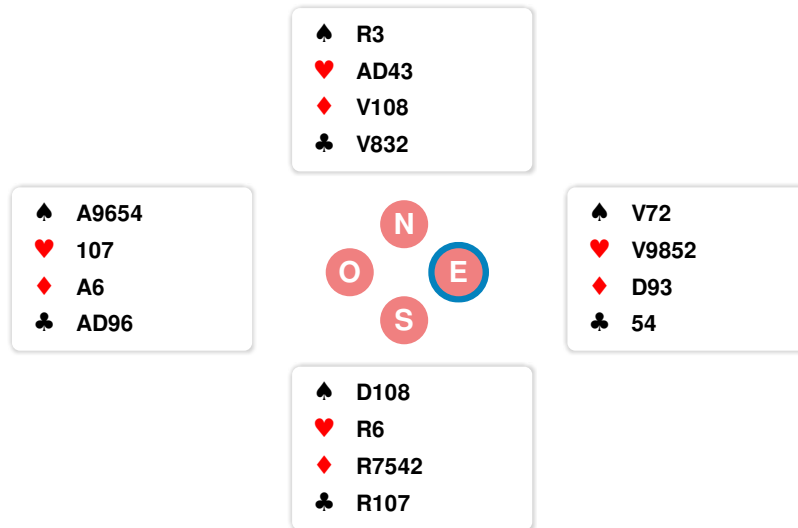 ♠ R3
♥ AD43
♦ V108
♣ V832
♠ A9654
♥ 107
♦ A6
♣ AD96
N
O
E
S
♠ V72
♥ V9852
♦ D93
♣ 54
♠ D108
♥ R6
♦ R7542
♣ R107